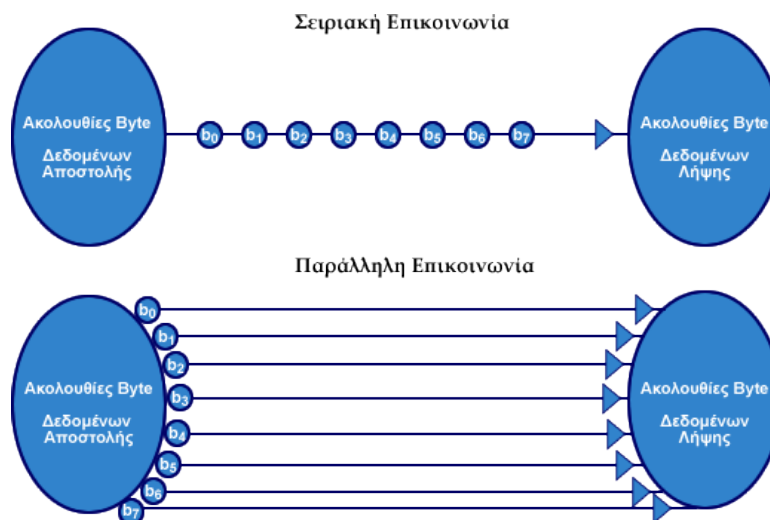 Σειριακή Επικοινωνία
Ακολουθίες Byte
Δεδομένων
Αποστολής
b0 b1 b2 b3 b4 b5 b6 b7
Ακολουθίες Byte
Δεδομένων
Λήψης
Παράλληλη Επικοινωνία
Ακολουθίες Byte
Δεδομένων
Αποστολής
b0
b1
b2
b3
b4
b5
b6
b7
Ακολουθίες Byte
Δεδομένων
Λήψης